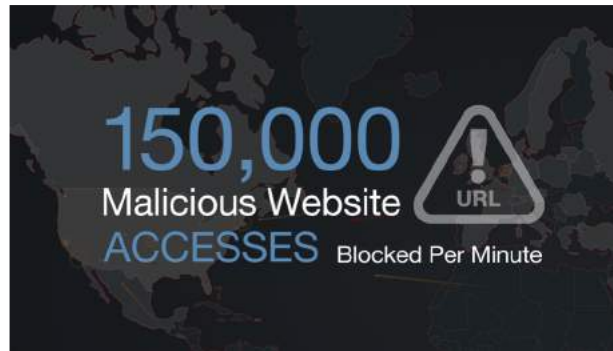 150,000
Malicious Website
ACCESSES Blocked Per Minute
!
URL